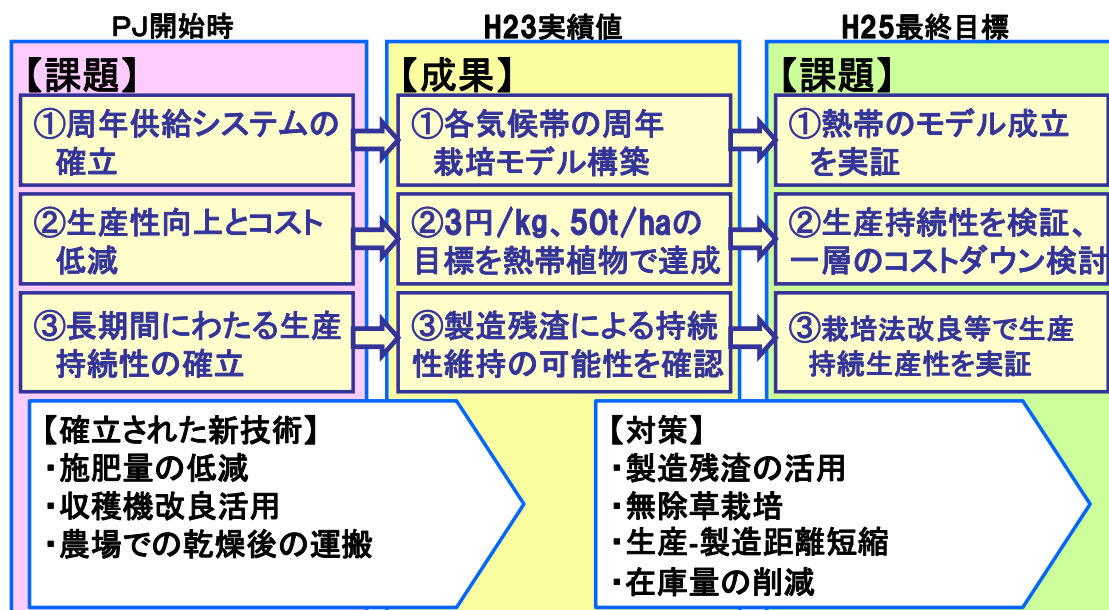 PJ開始時
H23実績値
H25最終目標
【課題】
①周年供給システムの
確立
②生産性向上とコスト
低減
③長期間にわたる生産
持続性の確立
【成果】
①各気候帯の周年
栽培モデル構築
②3円/kg、50t/haの
目標を熱帯植物で達成
③製造残渣による持続
性維持の可能性を確認
【課題】
①熱帯のモデル成立
を実証
②生産持続性を検証、
一層のコストダウン検討
③栽培法改良等で生産
持続生産性を実証
【確立された新技術】
・施肥量の低減
・収穫機改良活用
・農場での乾燥後の運搬
【対策】
・製造残渣の活用
・無除草栽培
・生産-製造距離短縮
・在庫量の削減